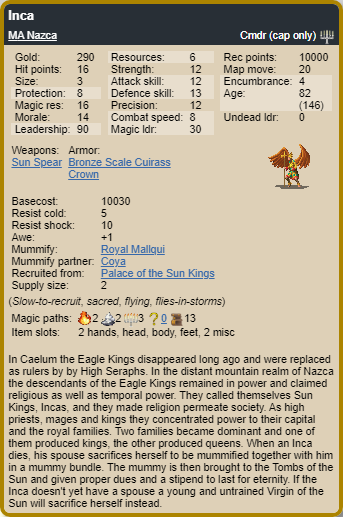 Inca
MA Nazca Cmdr (cap only)
Gold: 290 Resources: 6 Rec points: 10000
Hit points: 16 Strength: 12 Map move: 20
Size: 3 Attack skill: 12 Encumbrance: 4
Protection: 8 Defence skill: 13 Age: 82
Magic res: 16 Precision: 12 (146)
Morale: 14 Combat speed: 8 Undead ldr: 0
Leadership: 90 Magic ldr: 30
Weapons: Armor:
Sun Spear Bronze Scale Cuirass
Crown
Basecost: 10030
Resist cold: 5
Resist shock: 10
Awe: +1
Mummify: Royal Mallqui
Mummify partner: Coya
Recruited from: Palace of the Sun Kings
Supply size: 2
(Slow-to-recruit, sacred, flying, flies-in-storms)
Magic paths: 2 2 3 ? 0 13
Item slots: 2 hands, head, body, feet, 2 misc
In Caelum the Eagle Kings disappeared long ago and were replaced
as rulers by by High Seraphs. In the distant mountain realm of Nazca
the descendants of the Eagle Kings remained in power and claimed
religious as well as temporal power. They called themselves Sun
Kings, Incas, and they made religion permeate society. As high
priests, mages and kings they concentrated power to their capital
and the royal families. Two families became dominant and one of
them produced kings, the other produced queens. When an Inca
dies, his spouse sacrifices herself to be mummified together with him
in a mummy bundle. The mummy is then brought to the Tombs of the
Sun and given proper dues and a stipend to last for eternity. If the
Inca doesn't yet have a spouse a young and untrained Virgin of the
Sun will sacrifice herself instead.